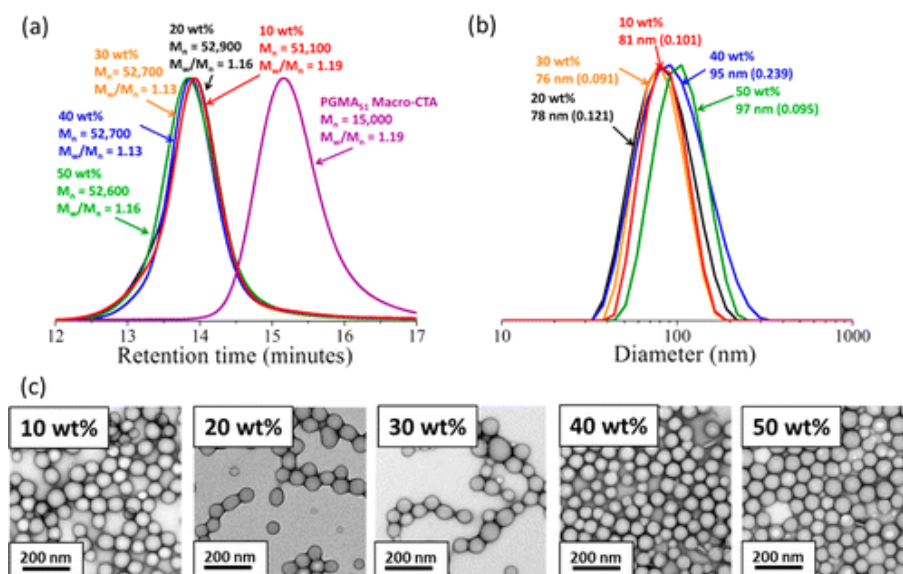 (a)
20 wt%
Mn = 52,900
Mw/Mn = 1.16
10 wt%
Mn = 51,100
Mw/Mn = 1.19
30 wt%
Mn = 52,700
Mw/Mn = 1.13
40 wt%
Mn = 52,700
Mw/Mn = 1.13
50 wt%
Mn = 52,600
Mw/Mn = 1.16
PGMA51 Macro-CTA
Mn = 15,000
Mw/Mn = 1.19
12 13 14 15 16 17
Retention time (minutes)
(b)
10 wt%
81 nm (0.101)
30 wt%
76 nm (0.091)
40 wt%
95 nm (0.239)
20 wt%
78 nm (0.121)
50 wt%
97 nm (0.095)
10 100 1000
Diameter (nm)
(c)
10 wt% 20 wt% 30 wt% 40 wt% 50 wt%
200 nm 200 nm 200 nm 200 nm 200 nm